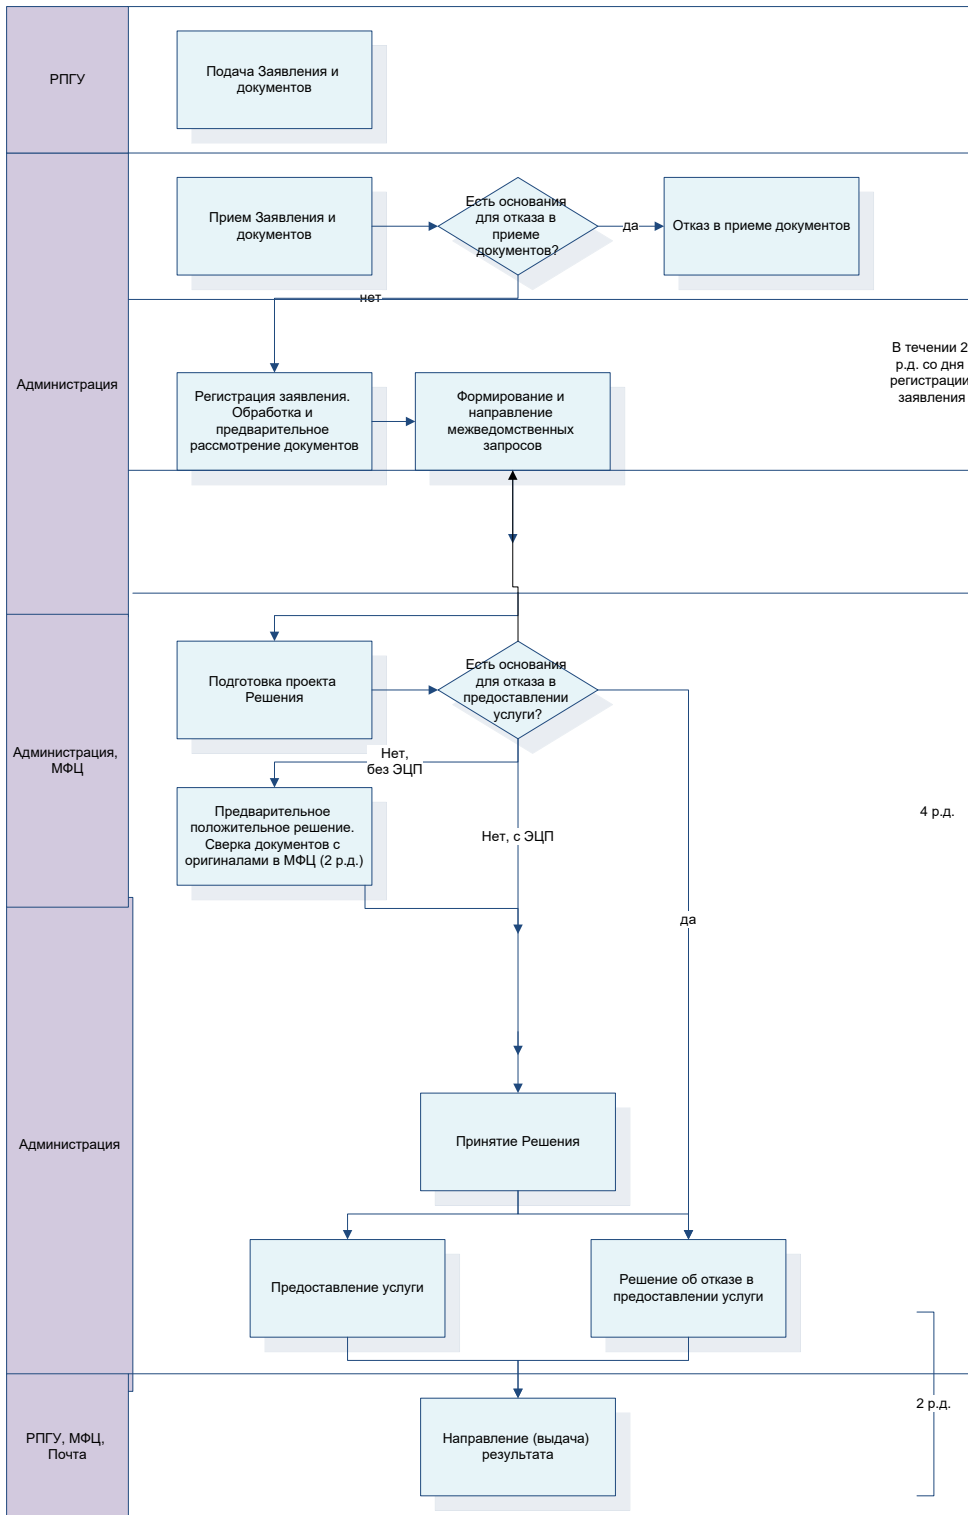 РПГУ
Подача Заявления и
документов
Прием Заявления и
документов
Есть основания
для отказа в
приеме
документов?
да
Отказ в приеме документов
нет
Администрация
Регистрация заявления.
Обработка и
предварительное
рассмотрение документов
Формирование и
направление
межведомственных
запросов
В течении 2
р.д. со дня
регистрации
заявления
Администрация,
МФЦ
Подготовка проекта
Решения
Есть основания
для отказа в
предоставлении
услуги?
Нет,
без ЭЦП
Предварительное
положительное решение.
Сверка документов с
оригиналами в МФЦ (2 р.д.)
Нет, с ЭЦП
4 р.д.
да
Администрация
Принятие Решения
Предоставление услуги
Решение об отказе в
предоставлении услуги
2 р.д.
РПГУ, МФЦ,
Почта
Направление (выдача)
результата